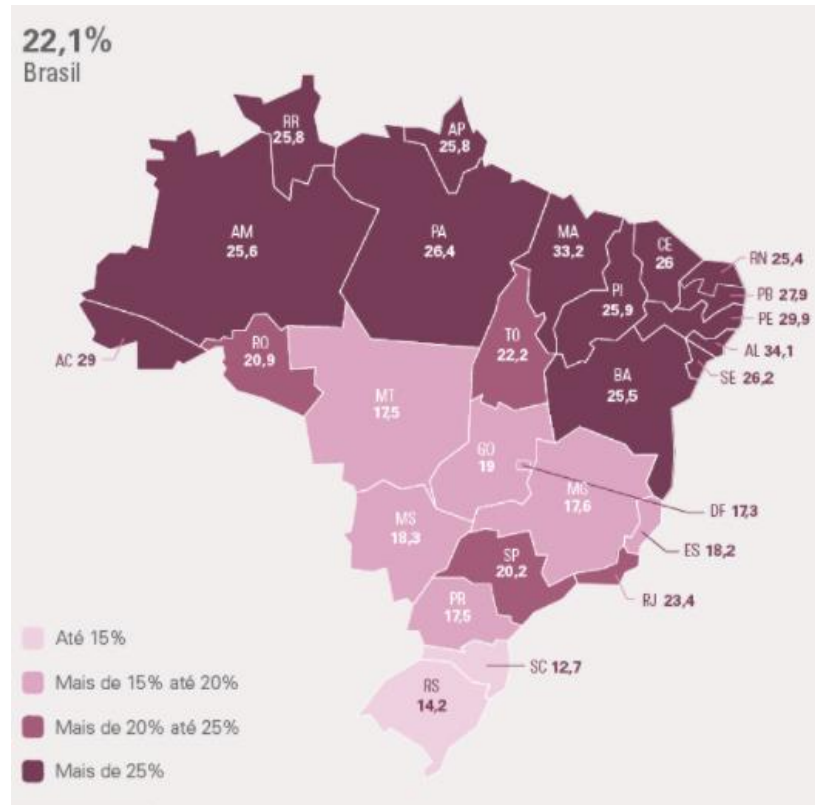 22,1%
Brasil
RR
25,8
AP
25,8
AM
25,6
PA
26,4
MA
33,2
CE
26
RN 25,4
PI
25,9
PB 27,9
PE 29,9
AC 29
RO
20,9
TO
22,2
AL 34,1
SE 26,2
BA
25,5
MT
17,5
GO
19
MG
17,6
DF 17,3
MS
18,3
ES 18,2
SP
20,2
RJ 23,4
PR
17,5
Até 15%
SC 12,7
Mais de 15% até 20%
RS
14,2
Mais de 20% até 25%
Mais de 25%